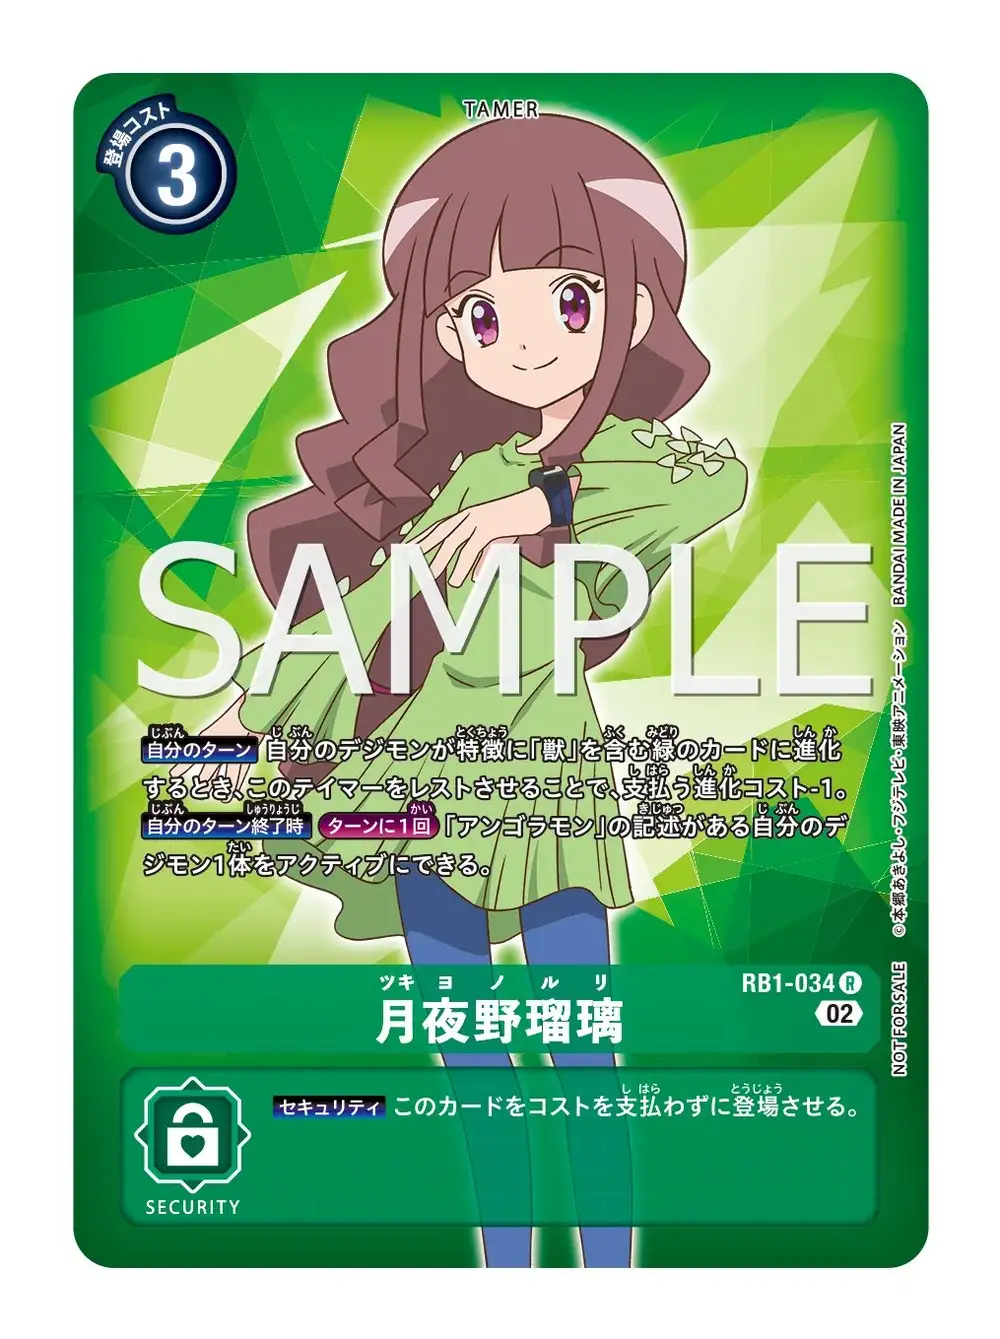 TAMER
登場コスト
3
SAMPLE
自分のターン 自分のデジモンが特徴に「獣」を含む緑のカードに進化
するとき、このテイマーをレストさせることで、支払う進化コスト-1。
自分のターン終了時 ターンに1回 「アンゴラモン」の記述がある自分のデ
ジモン1体をアクティブにできる。
©本郷あきよし・フジテレビ・東映アニメーション BANDAI MADE IN JAPAN
NOT FOR SALE
ツキヨノルリ
月夜野瑠璃
RB1-034 R
02
セキュリティ このカードをコストを支払わずに登場させる。
SECURITY